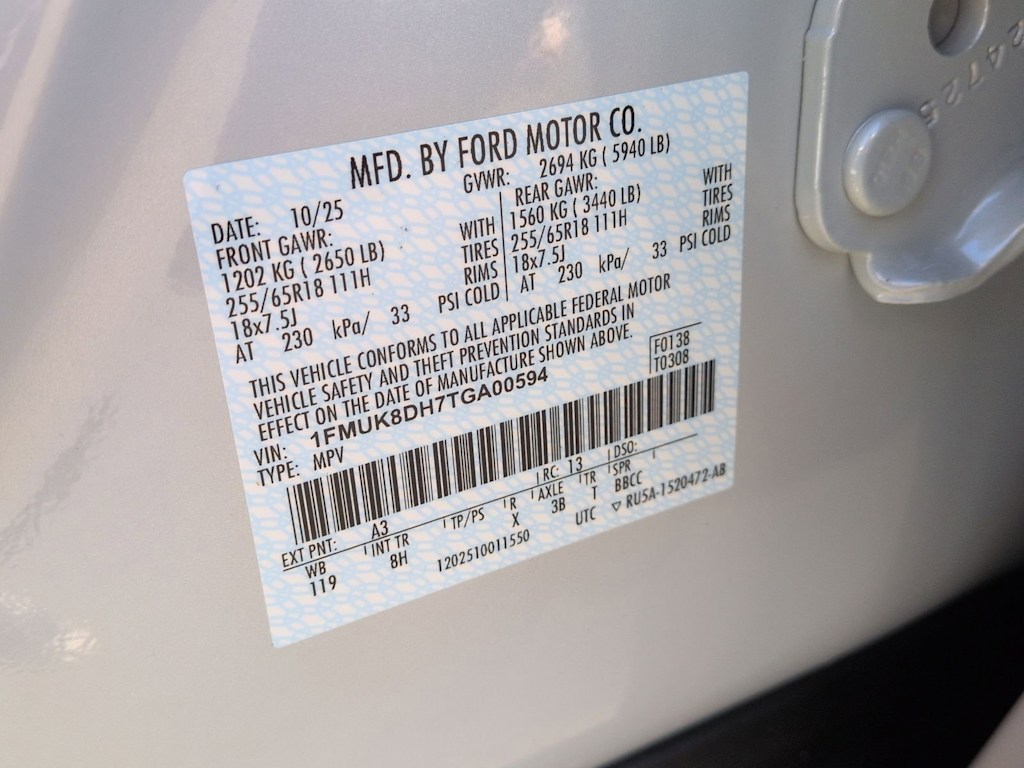 MFD. BY FORD MOTOR CO.
DATE: 10/25
GVWR: 2694 KG ( 5940 LB)
FRONT GAWR:
1202 KG ( 2650 LB) WITH
255/65R18 111H TIRES
18x7.5J RIMS
AT 230 kPa/ 33 PSI COLD
REAR GAWR:
1560 KG ( 3440 LB) WITH
255/65R18 111H TIRES
18x7.5J RIMS
AT 230 kPa/ 33 PSI COLD
THIS VEHICLE CONFORMS TO ALL APPLICABLE FEDERAL MOTOR
VEHICLE SAFETY AND THEFT PREVENTION STANDARDS IN
EFFECT ON THE DATE OF MANUFACTURE SHOWN ABOVE.
VIN: 1FMUK8DH7TGA00594
TYPE: MPV
F0138
T0308
EXT PNT: A3 RC: 13 DSO:
WB INT TR TP/PS R AXLE TR SPR
119 8H X 3B T BBCC
1202510011550 UTC ▽ RU5A-1520472-AB
24725